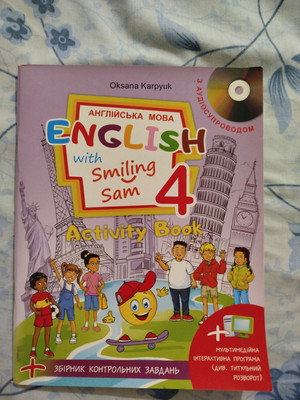 Oksana Karpyuk
З АУДІОСУПРОВОДОМ
АНГЛІЙСЬКА МОВА
ENGLISH
with
Smiling
Sam
4
Activity Book
+
МУЛЬТИМЕДІЙНА
ІНТЕРАКТИВНА ПРОГРАМА
(ДИВ. ТИТУЛЬНИЙ
РОЗВОРОТ)
+ ЗБІРНИК КОНТРОЛЬНИХ ЗАВДАНЬ